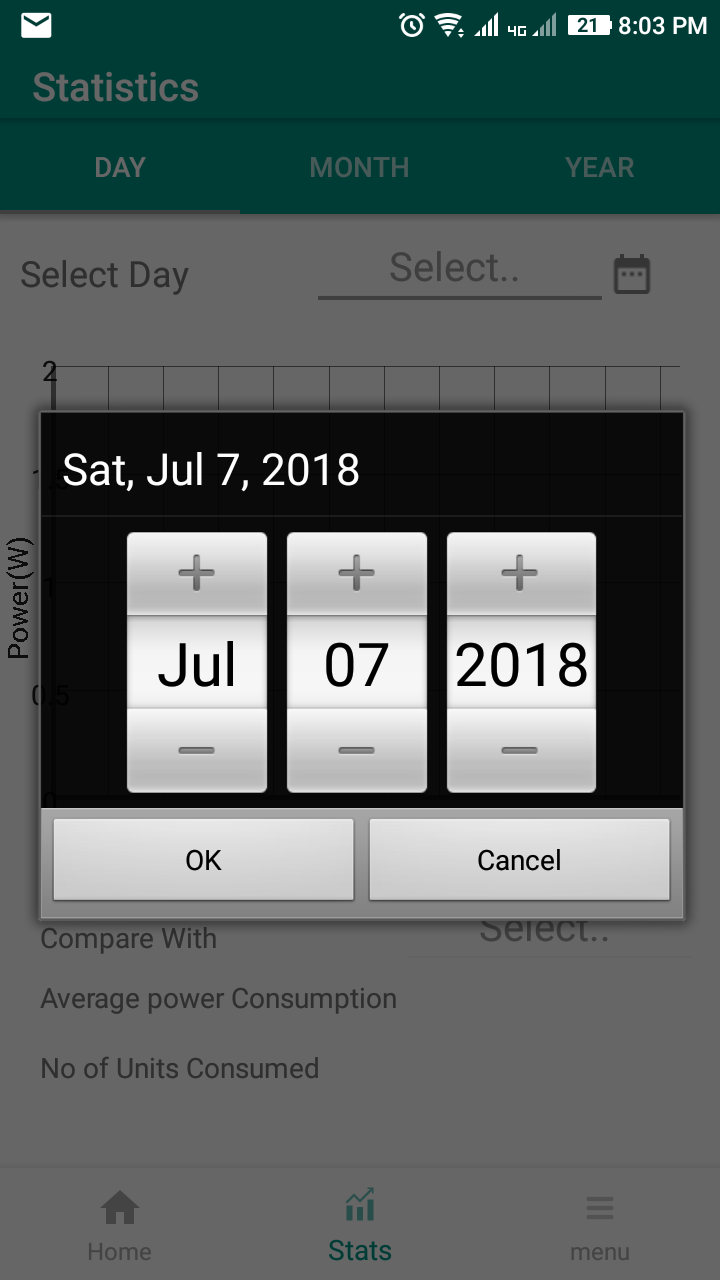 4G 21 8:03 PM
Statistics
DAY MONTH YEAR
Select Day Select..
2
Sat, Jul 7, 2018
Power(W)
1
Jul 07 2018
0.5
0
OK Cancel
Compare With Select..
Average power Consumption
No of Units Consumed
Home Stats menu